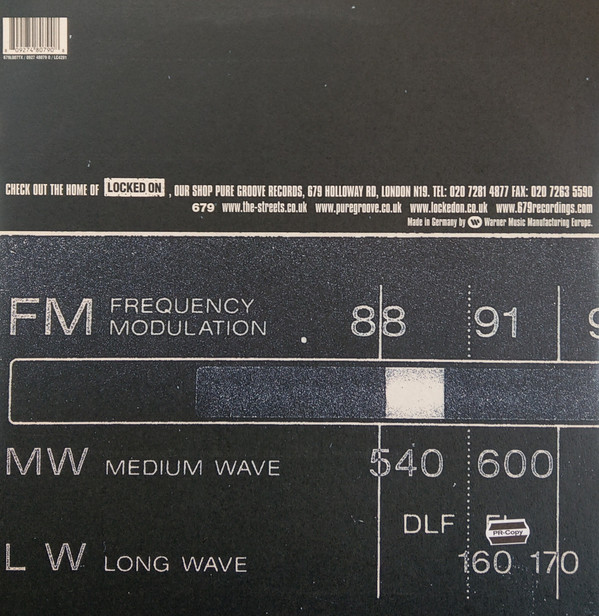 CHECK OUT THE HOME OF LOCKED ON, OUR SHOP PURE GROOVE RECORDS, 679 HOLLOWAY RD, LONDON N19. TEL: 020 7281 4877 FAX: 020 7263 5590
679 www.the-streets.co.uk www.puregroove.co.uk www.lockedon.co.uk www.679recordings.com
Made in Germany by W Warner Music Manufacturing Europe.
FM FREQUENCY MODULATION 88 91 9
MW MEDIUM WAVE 540 600
DLF
PR-Copy
LW LONG WAVE 160 170